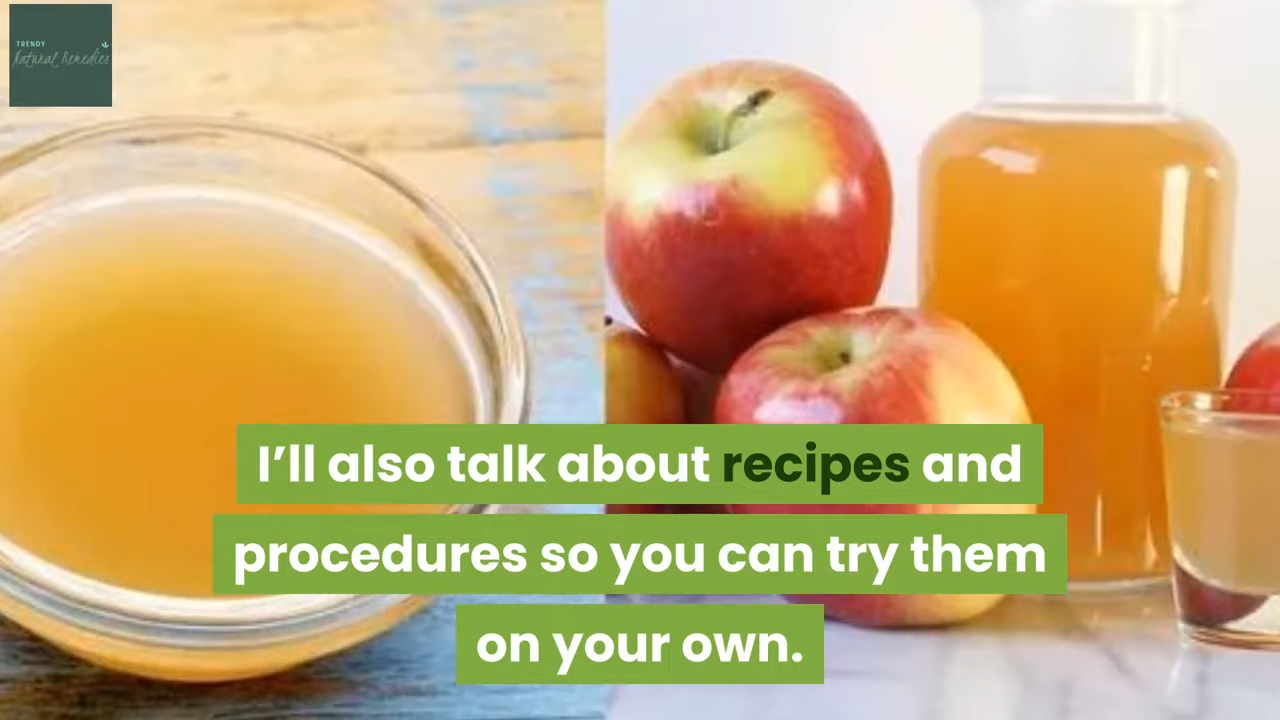 TRENDY
Natural Remedies
I’ll also talk about recipes and
procedures so you can try them
on your own.